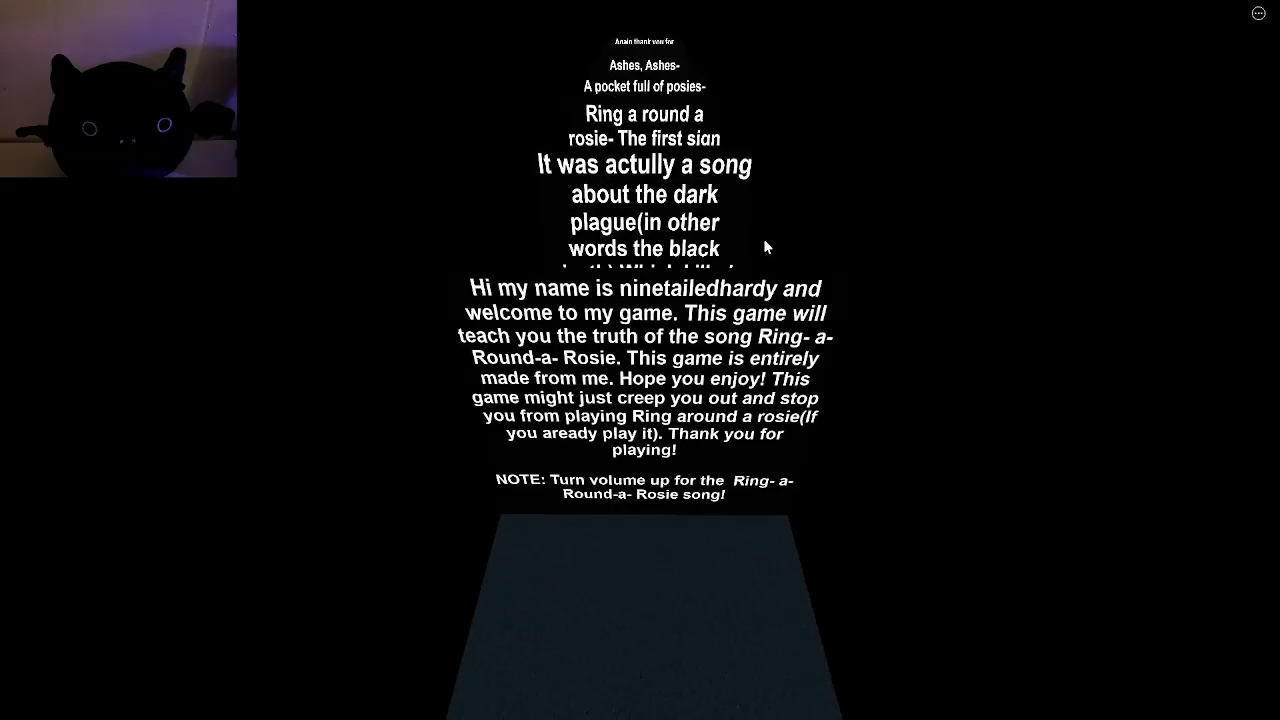 Again thank you for
Ashes, Ashes-
A pocket full of posies-
Ring a round a
rosie- The first sign
It was actully a song
about the dark
plague(in other
words the black
Hi my name is ninetailedhardy and
welcome to my game. This game will
teach you the truth of the song Ring- a-
Round-a- Rosie. This game is entirely
made from me. Hope you enjoy! This
game might just creep you out and stop
you from playing Ring around a rosie(If
you aready play it). Thank you for
playing!
NOTE: Turn volume up for the Ring- a-
Round-a- Rosie song!